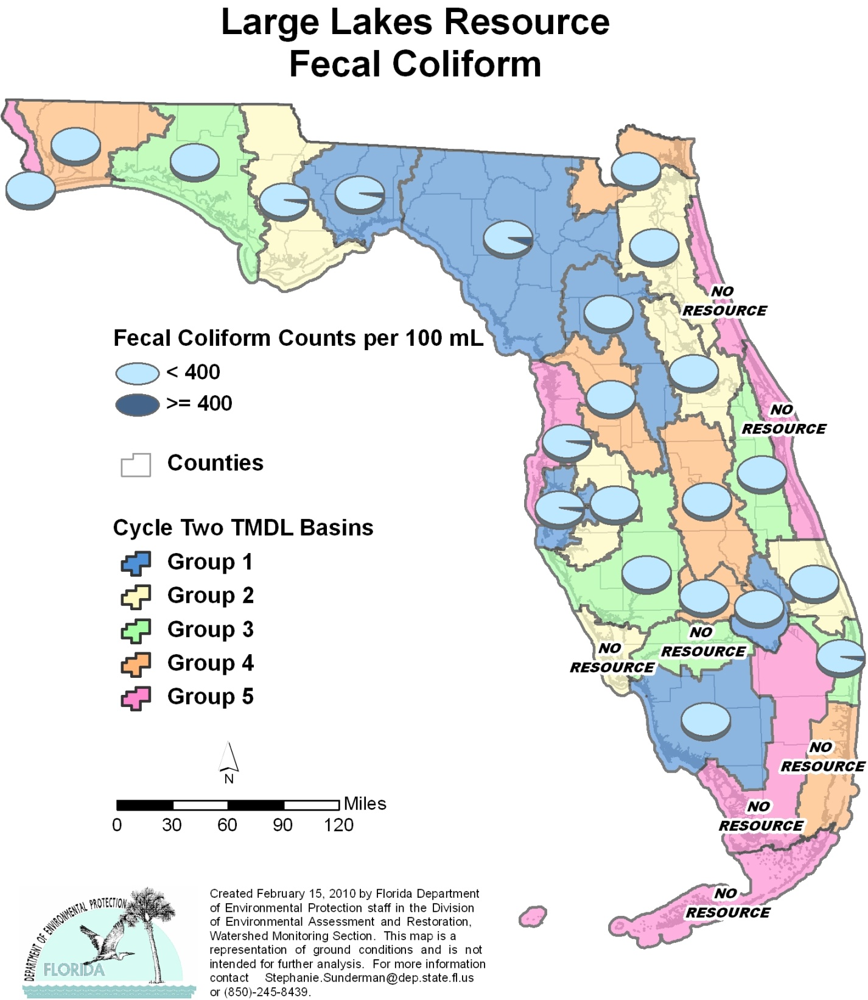 Large Lakes Resource
Fecal Coliform
NO
RESOURCE
Fecal Coliform Counts per 100 mL
< 400
>= 400
NO
RESOURCE
Counties
Cycle Two TMDL Basins
Group 1
Group 2
Group 3
Group 4
Group 5
NO
RESOURCE
NO
RESOURCE
NO
RESOURCE
NO
RESOURCE
NO
RESOURCE
N
Miles
0 30 60 90 120
DEPARTMENT OF ENVIRONMENTAL PROTECTION
FLORIDA
Created February 15, 2010 by Florida Department
of Environmental Protection staff in the Division
of Environmental Assessment and Restoration,
Watershed Monitoring Section. This map is a
representation of ground conditions and is not
intended for further analysis. For more information
contact Stephanie.Sunderman@dep.state.fl.us
or (850)-245-8439.